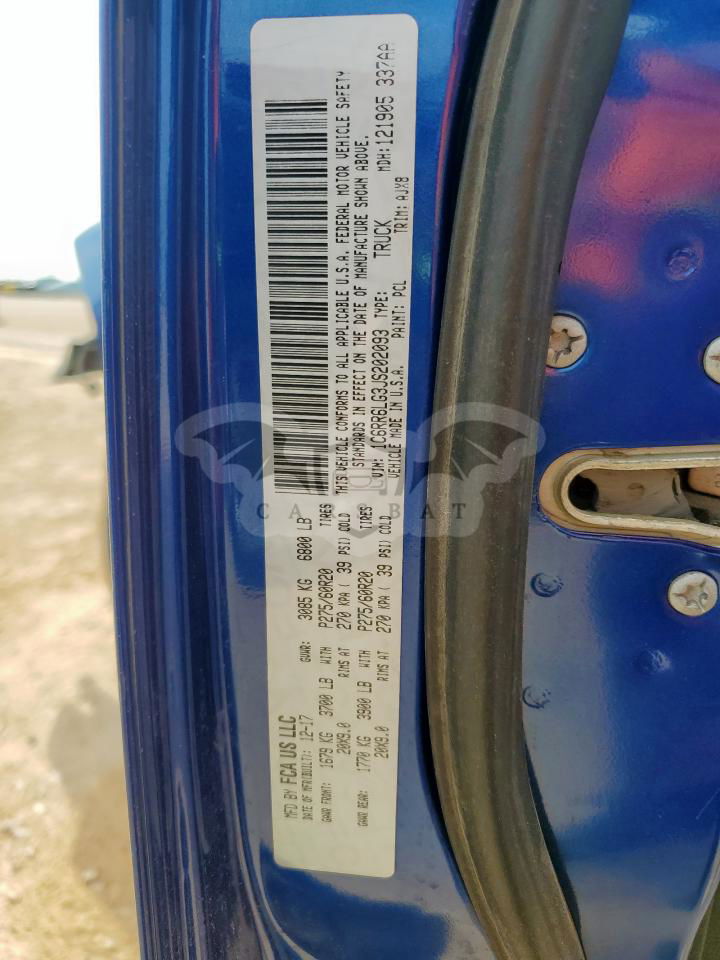 MFD BY FCA US LLC
DATE OF MFR(BUILT): 12-17 GVWR: 3085 KG 6800 LB
GAWR FRONT: 1679 KG 3700 LB WITH P275/60R20 TIRES
20X9.0 RIMS AT 270 KPA ( 39 PSI) COLD
GAWR REAR: 1770 KG 3900 LB WITH P275/60R20 TIRES
20X9.0 RIMS AT 270 KPA ( 39 PSI) COLD
THIS VEHICLE CONFORMS TO ALL APPLICABLE U.S.A. FEDERAL MOTOR VEHICLE SAFETY
STANDARDS IN EFFECT ON THE DATE OF MANUFACTURE SHOWN ABOVE.
VIN: 1C6RR6LG3JS202093 TYPE: TRUCK MDH:121905 337AA
VEHICLE MADE IN U.S.A. PAINT: PCL TRIM: AJX8
CARSBAT